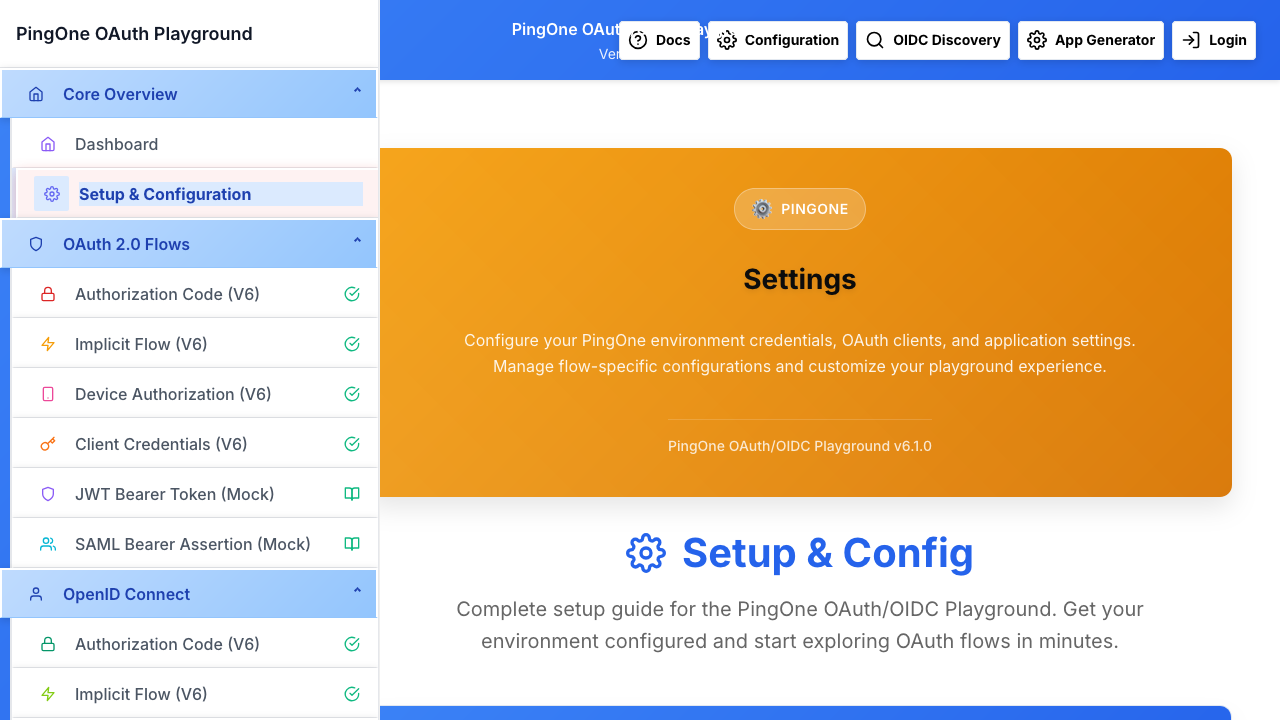 PingOne OAuth Playground
Core Overview
Dashboard
Setup & Configuration
OAuth 2.0 Flows
Authorization Code (V6)
Implicit Flow (V6)
Device Authorization (V6)
Client Credentials (V6)
JWT Bearer Token (Mock)
SAML Bearer Assertion (Mock)
OpenID Connect
Authorization Code (V6)
Implicit Flow (V6)
PingOne OAut
Docs
Configuration
OIDC Discovery
App Generator
Login
PINGONE
Settings
Configure your PingOne environment credentials, OAuth clients, and application settings.
Manage flow-specific configurations and customize your playground experience.
PingOne OAuth/OIDC Playground v6.1.0
Setup & Config
Complete setup guide for the PingOne OAuth/OIDC Playground. Get your
environment configured and start exploring OAuth flows in minutes.